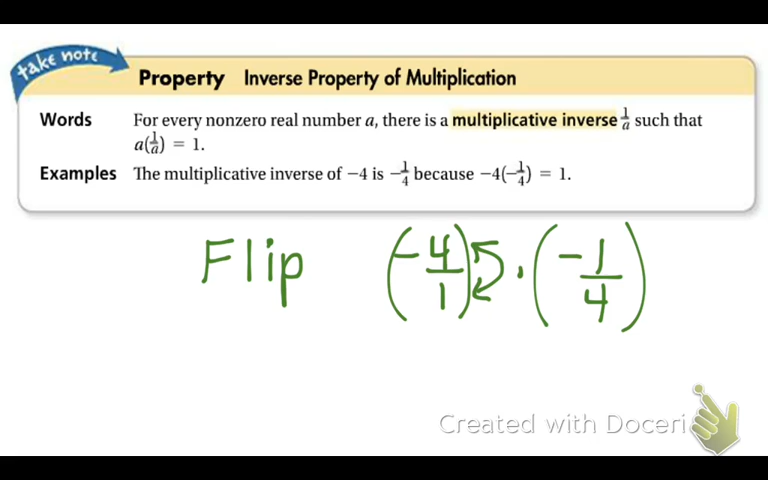 take note
Property Inverse Property of Multiplication
Words For every nonzero real number a, there is a multiplicative inverse 1/a such that
a(1/a) = 1.
Examples The multiplicative inverse of −4 is −1/4 because −4(−1/4) = 1.
Flip (−4/1) · (−1/4)
Created with Doceri